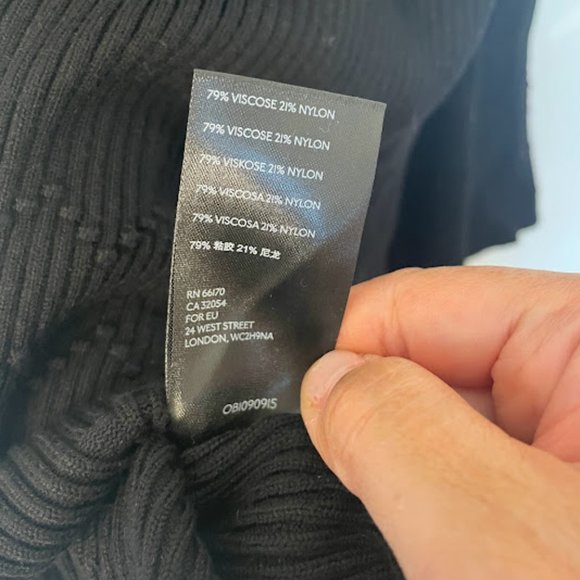 79% VISCOSE 21% NYLON
79% VISCOSE 21% NYLON
79% VISKOSE 21% NYLON
79% VISCOSA 21% NYLON
79% VISCOSA 21% NYLON
79% 粘胶 21% 尼龙
RN 66170
CA 32054
FOR EU
24 WEST STREET
LONDON, WC2H9NA
OB1090915